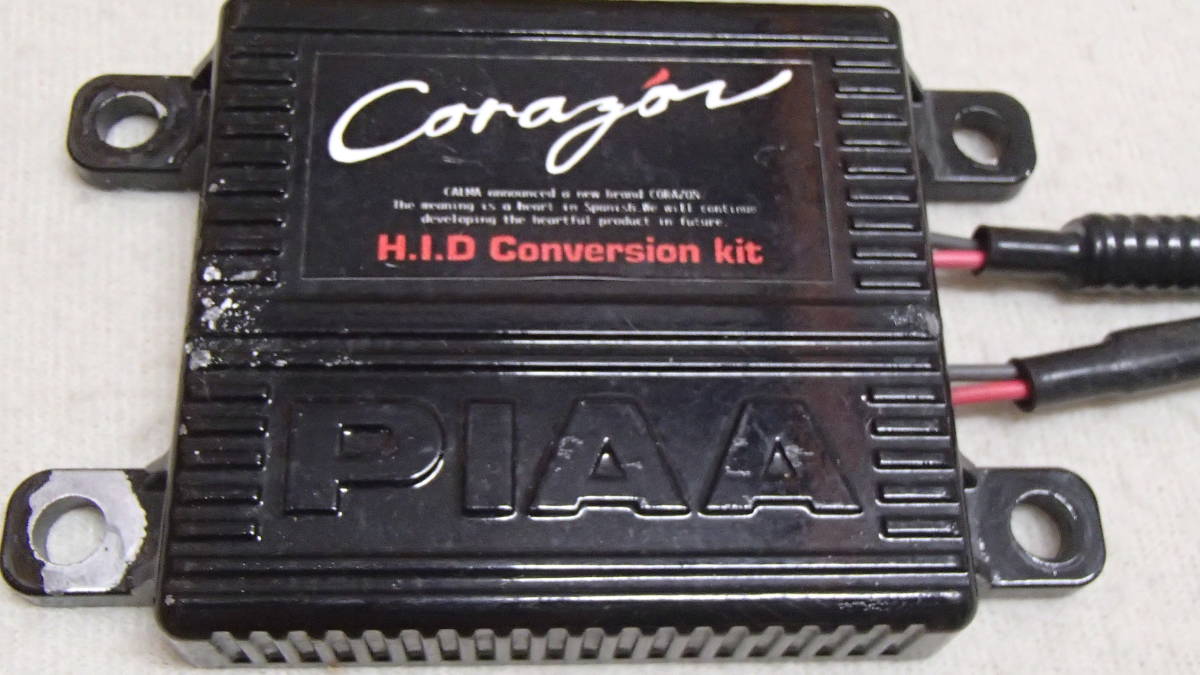 Corazón
CALMA announced a new brand CORAZON.
The meaning is a heart in Spanish.We will continue
developing the heartful product in future.
H.I.D Conversion kit
PIAA